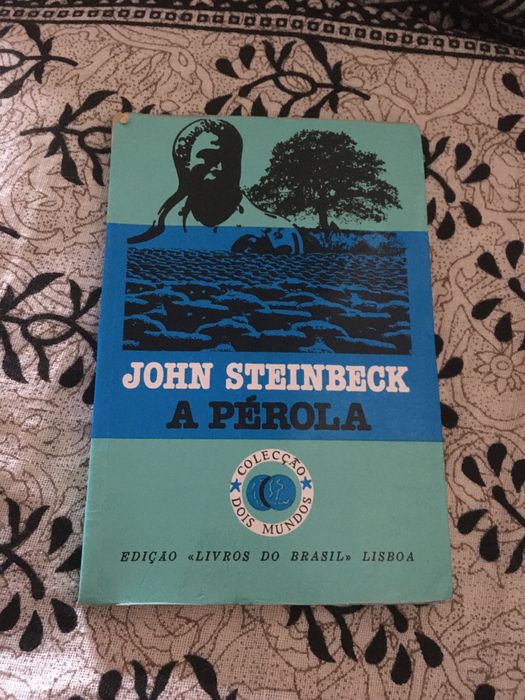 JOHN STEINBECK
A PÉROLA
COLECÇÃO
DOIS MUNDOS
EDIÇÃO «LIVROS DO BRASIL» LISBOA